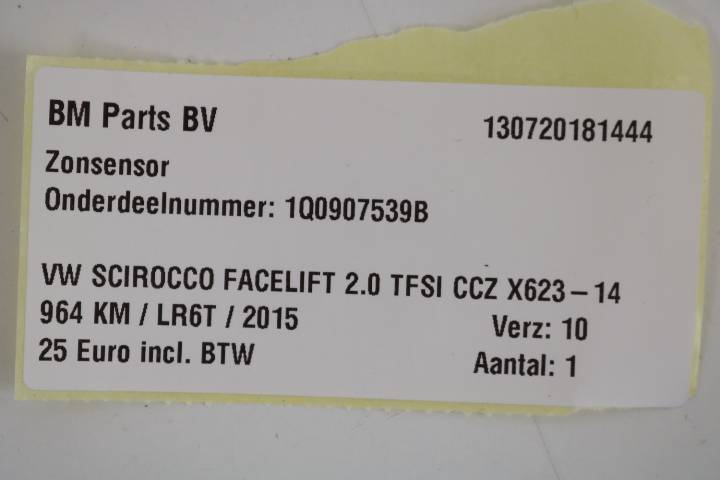 BM Parts BV 130720181444
Zonsensor
Onderdeelnummer: 1Q0907539B
VW SCIROCCO FACELIFT 2.0 TFSI CCZ X623-14
964 KM / LR6T / 2015 Verz: 10
25 Euro incl. BTW Aantal: 1